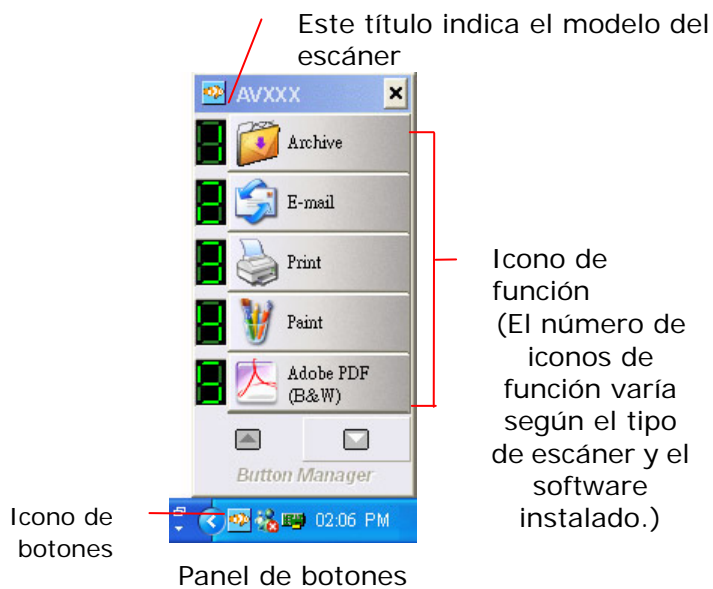 Este título indica el modelo del
escáner
AVXXX
Archive
E-mail
Print
Paint
Adobe PDF
(B&W)
Button Manager
Icono de
función
(El número de
iconos de
función varía
según el tipo
de escáner y el
software
instalado.)
Icono de
botones
02:06 PM
Panel de botones